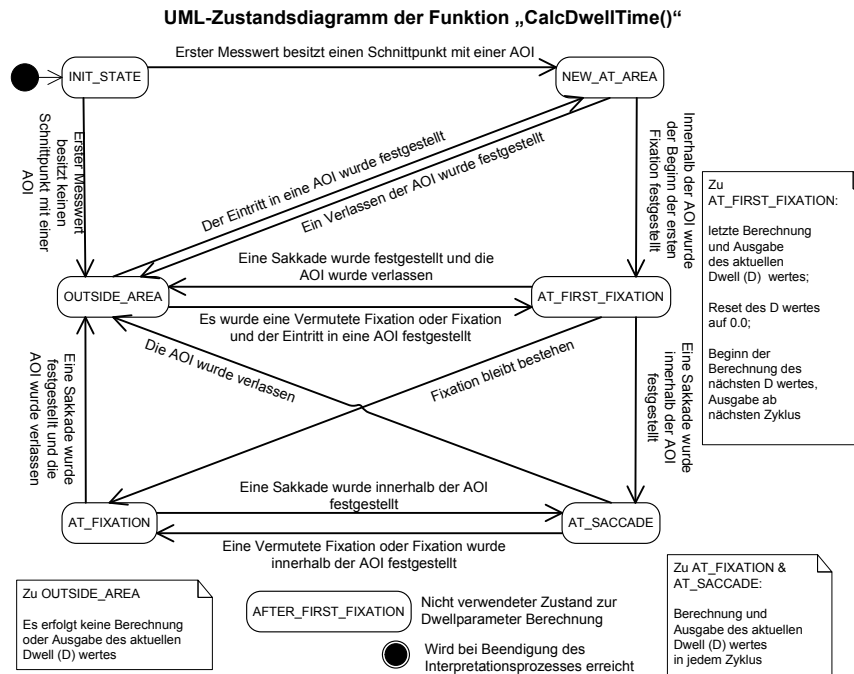 UML-Zustandsdiagramm der Funktion „CalcDwellTime()“
Erster Messwert besitzt einen Schnittpunkt mit einer AOI
INIT_STATE
NEW_AT_AREA
Erster Messwert
besitzt keinen
Schnittpunkt mit einer
AOI
Der Eintritt in eine AOI wurde festgestellt
Ein Verlassen der AOI wurde festgestellt
Innerhalb der AOI wurde
der Beginn der ersten
Fixation festgestellt
Zu
AT_FIRST_FIXATION:
letzte Berechnung
und Ausgabe
des aktuellen
Dwell (D) wertes;
Reset des D wertes
auf 0.0;
Beginn der
Berechnung des
nächsten D wertes,
Ausgabe ab
nächsten Zyklus
Eine Sakkade wurde festgestellt und die
AOI wurde verlassen
OUTSIDE_AREA
AT_FIRST_FIXATION
Es wurde eine Vermutete Fixation oder Fixation
und der Eintritt in eine AOI festgestellt
Die AOI wurde verlassen
Fixation bleibt bestehen
Eine Sakkade wurde
festgestellt und die
AOI wurde verlassen
Eine Sakkade wurde
innerhalb der AOI
festgestellt
Eine Sakkade wurde innerhalb der AOI
festgestellt
AT_FIXATION
AT_SACCADE
Eine Vermutete Fixation oder Fixation wurde
innerhalb der AOI festgestellt
Zu OUTSIDE_AREA
Es erfolgt keine Berechnung
oder Ausgabe des aktuellen
Dwell (D) wertes
AFTER_FIRST_FIXATION
Nicht verwendeter Zustand zur
Dwellparameter Berechnung
Wird bei Beendigung des
Interpretationsprozesses erreicht
Zu AT_FIXATION &
AT_SACCADE:
Berechnung und
Ausgabe des aktuellen
Dwell (D) wertes
in jedem Zyklus